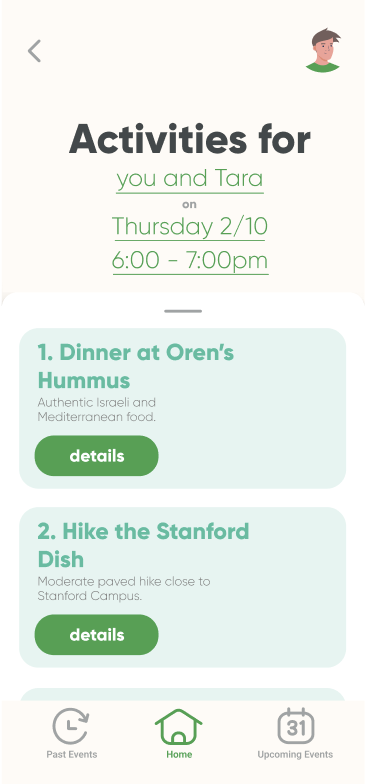 Activities for
you and Tara
on
Thursday 2/10
6:00 - 7:00pm
1. Dinner at Oren's
Hummus
Authentic Israeli and
Mediterranean food.
details
2. Hike the Stanford
Dish
Moderate paved hike close to
Stanford Campus.
details
31
Past Events
Home
Upcoming Events